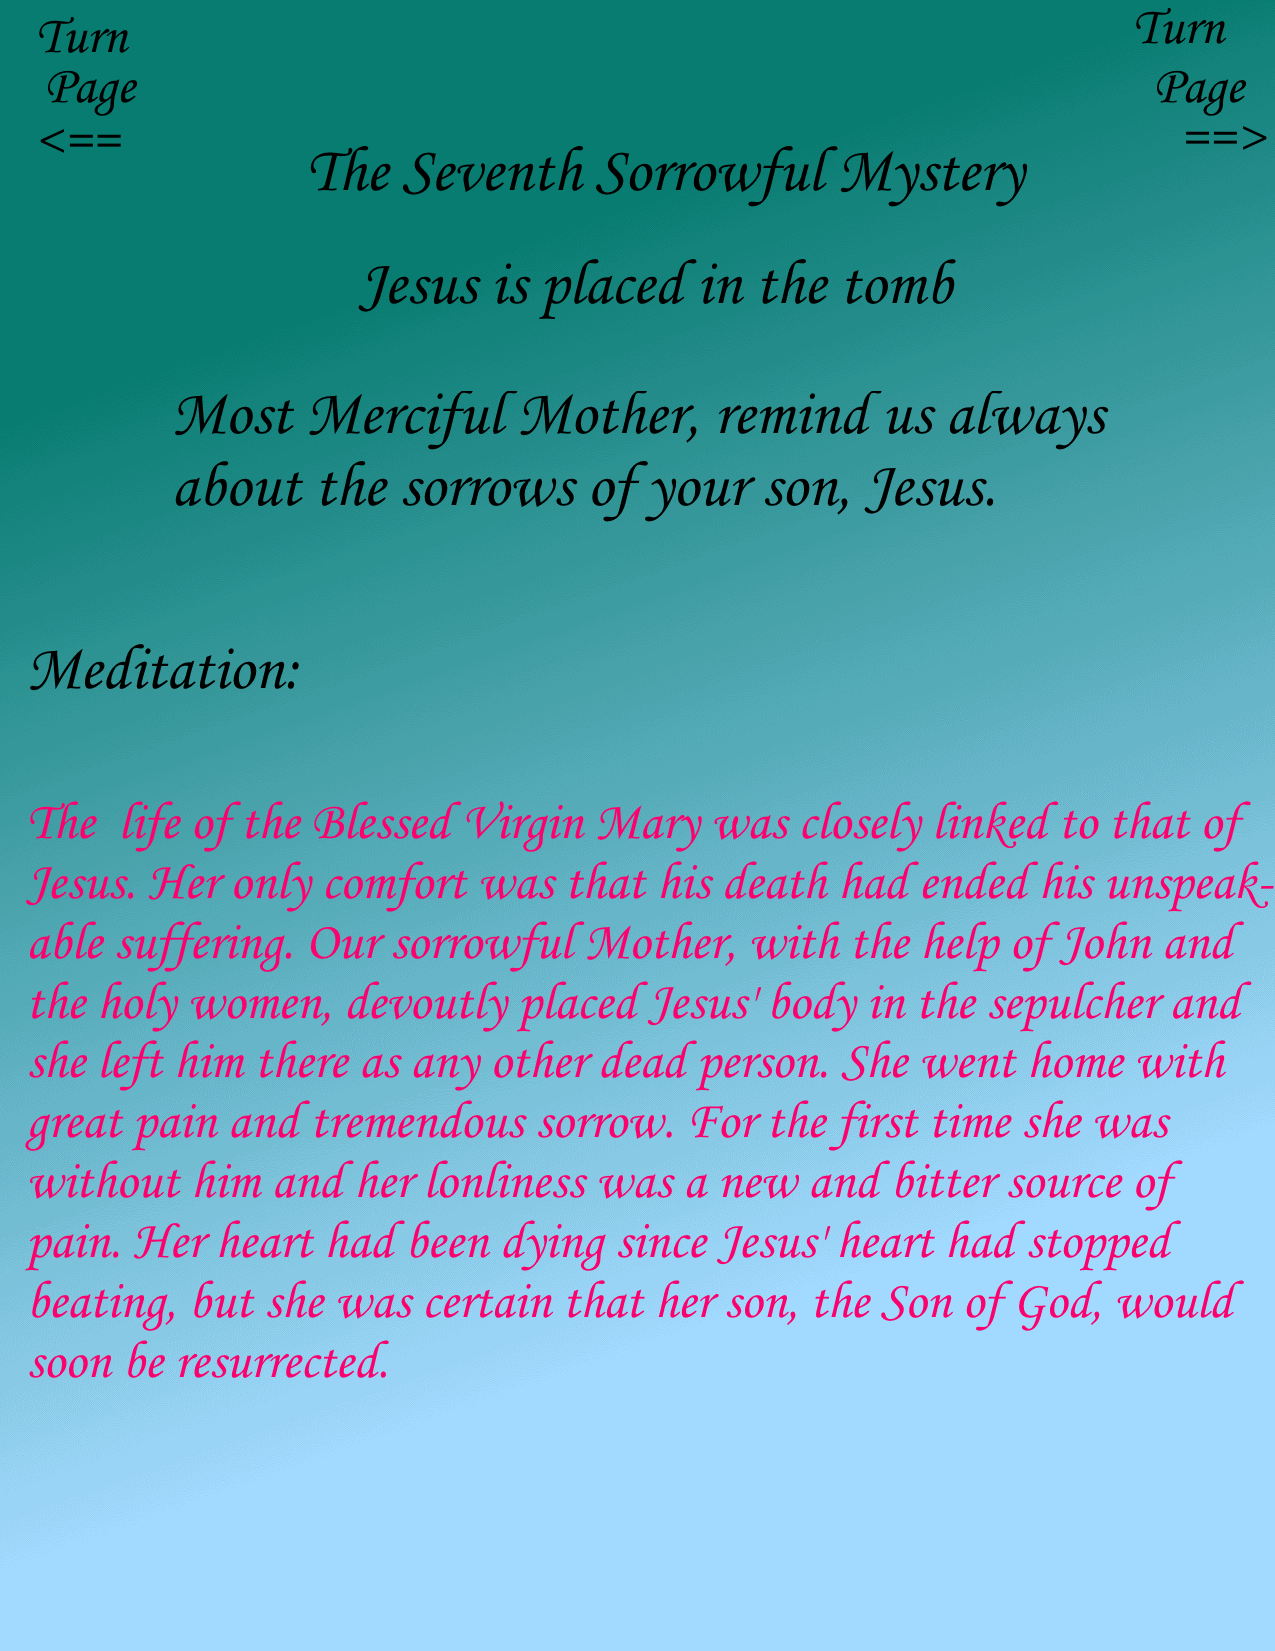 Turn
Page
<==
Turn
Page
==>
The Seventh Sorrowful Mystery
Jesus is placed in the tomb
Most Merciful Mother, remind us always
about the sorrows of your son, Jesus.
Meditation:
The  life of the Blessed Virgin Mary was closely linked to that of
Jesus. Her only comfort was that his death had ended his unspeak-
able suffering. Our sorrowful Mother, with the help of John and
the holy women, devoutly placed Jesus' body in the sepulcher and
she left him there as any other dead person. She went home with
great pain and tremendous sorrow. For the first time she was
without him and her lonliness was a new and bitter source of
pain. Her heart had been dying since Jesus' heart had stopped
beating, but she was certain that her son, the Son of God, would
soon be resurrected.